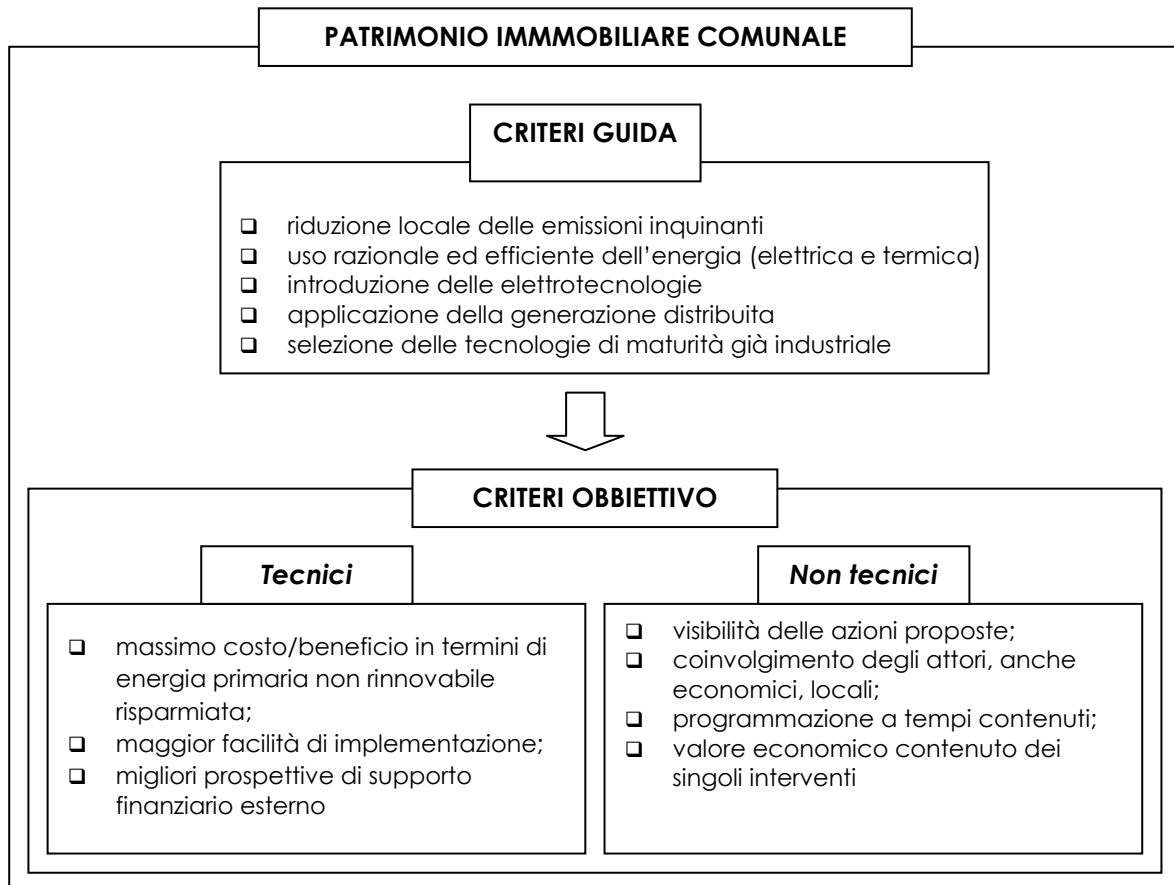 PATRIMONIO IMMMOBILIARE COMUNALE
CRITERI GUIDA
❑ riduzione locale delle emissioni inquinanti
❑ uso razionale ed efficiente dell’energia (elettrica e termica)
❑ introduzione delle elettrotecnologie
❑ applicazione della generazione distribuita
❑ selezione delle tecnologie di maturità già industriale
CRITERI OBBIETTIVO
Tecnici
❑ massimo costo/beneficio in termini di
energia primaria non rinnovabile
risparmiata;
❑ maggior facilità di implementazione;
❑ migliori prospettive di supporto
finanziario esterno
Non tecnici
❑ visibilità delle azioni proposte;
❑ coinvolgimento degli attori, anche
economici, locali;
❑ programmazione a tempi contenuti;
❑ valore economico contenuto dei
singoli interventi